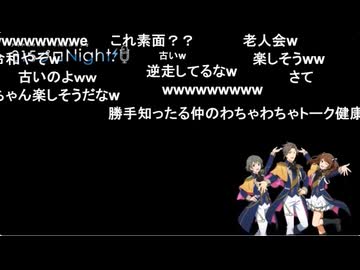 wwwwwwwwe これ素面？？ 老人会w
令和やぞw Night! 古いw 楽しそうww
古いのよww 逆走してるなw さて
ちゃん楽しそうだなw wwwwwwwwww
勝手知ったる仲のわちゃわちゃトーク健康